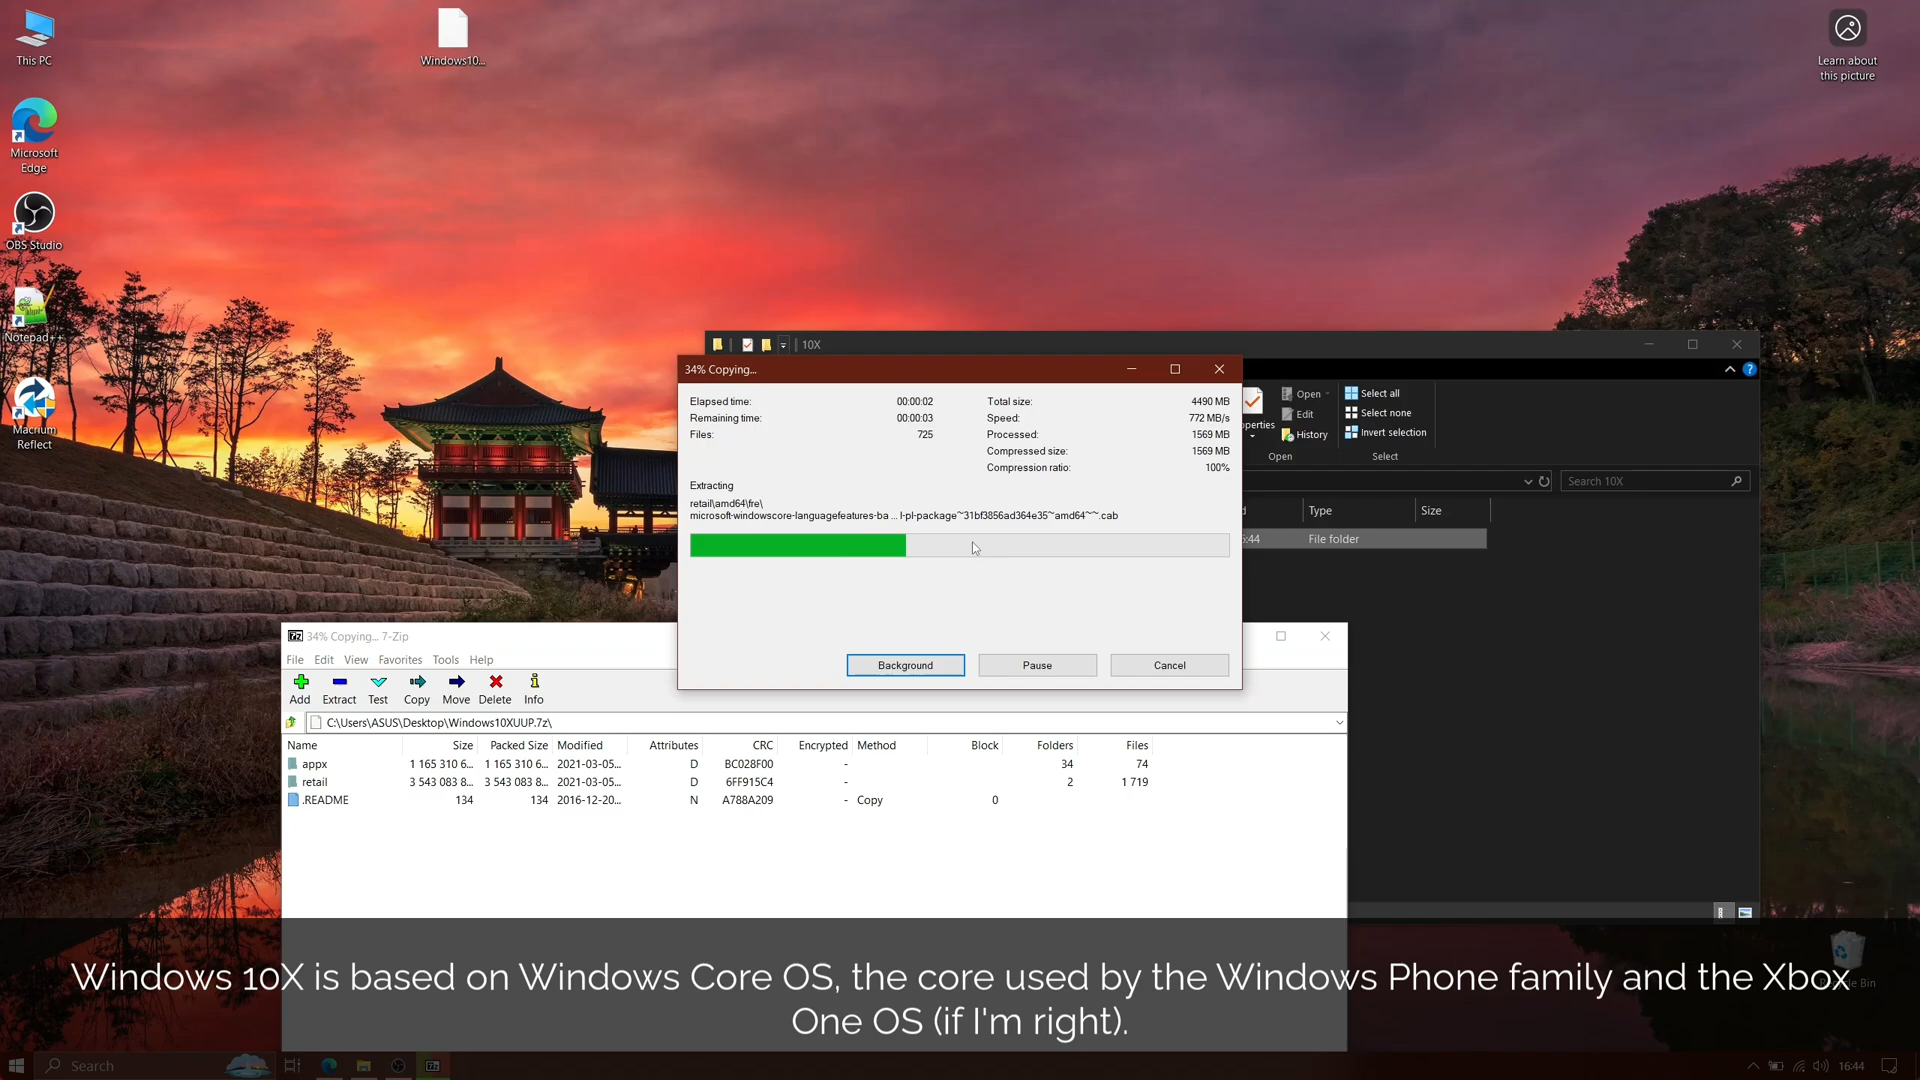 This PC
Windows10...
Learn about
this picture
Microsoft
Edge
OBS Studio
Notepad++
Macrium
Reflect
10X
34% Copying...
Elapsed time: 00:00:02 Total size: 4490 MB
Remaining time: 00:00:03 Speed: 772 MB/s
Files: 725 Processed: 1569 MB
Compressed size: 1569 MB
Compression ratio: 100%
Extracting
retail\amd64\fre\
microsoft-windowscore-languagefeatures-ba ... l-pl-package~31bf3856ad364e35~amd64~~.cab
Background Pause Cancel
Open Select all
Edit Select none
History Invert selection
Open Select
Search 10X
Type Size
File folder
34% Copying... 7-Zip
File Edit View Favorites Tools Help
Add Extract Test Copy Move Delete Info
C:\Users\ASUS\Desktop\Windows10XUUP.7z\
Name Size Packed Size Modified Attributes CRC Encrypted Method Block Folders Files
appx 1 165 310 6... 1 165 310 6... 2021-03-05... D BC028F00 - 34 74
retail 3 543 083 8... 3 543 083 8... 2021-03-05... D 6FF915C4 - 2 1 719
.README 134 134 2016-12-20... N A788A209 - Copy 0
Windows 10X is based on Windows Core OS, the core used by the Windows Phone family and the Xbox
One OS (if I'm right).
Search
16:44